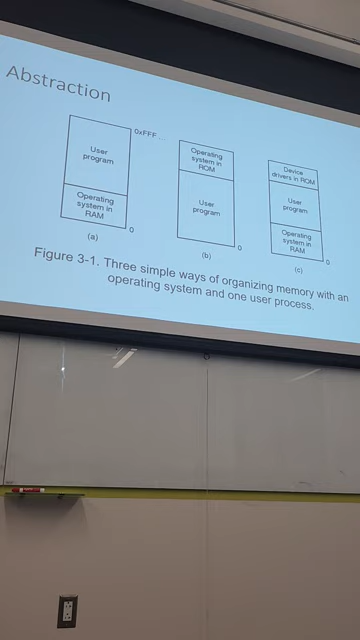 Abstraction
0xFFF ...
User
program
Operating
system in
RAM
0
(a)
Operating
system in
ROM
User
program
0
(b)
Device
drivers in ROM
User
program
Operating
system in
RAM
0
(c)
Figure 3-1. Three simple ways of organizing memory with an
operating system and one user process.